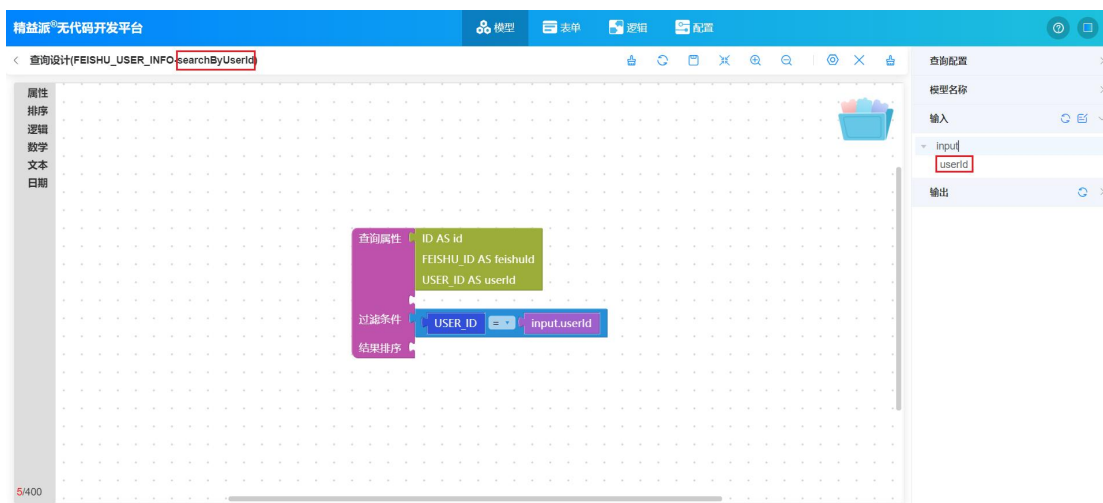 精益派®无代码开发平台
模型
表单
逻辑
配置
查询设计(FEISHU_USER_INFO-searchByUserId)
属性
排序
逻辑
数学
文本
日期
查询属性
ID AS id
FEISHU_ID AS feishuId
USER_ID AS userId
过滤条件
USER_ID
=
input.userId
结果排序
5/400
查询配置
模型名称
输入
input
userId
输出